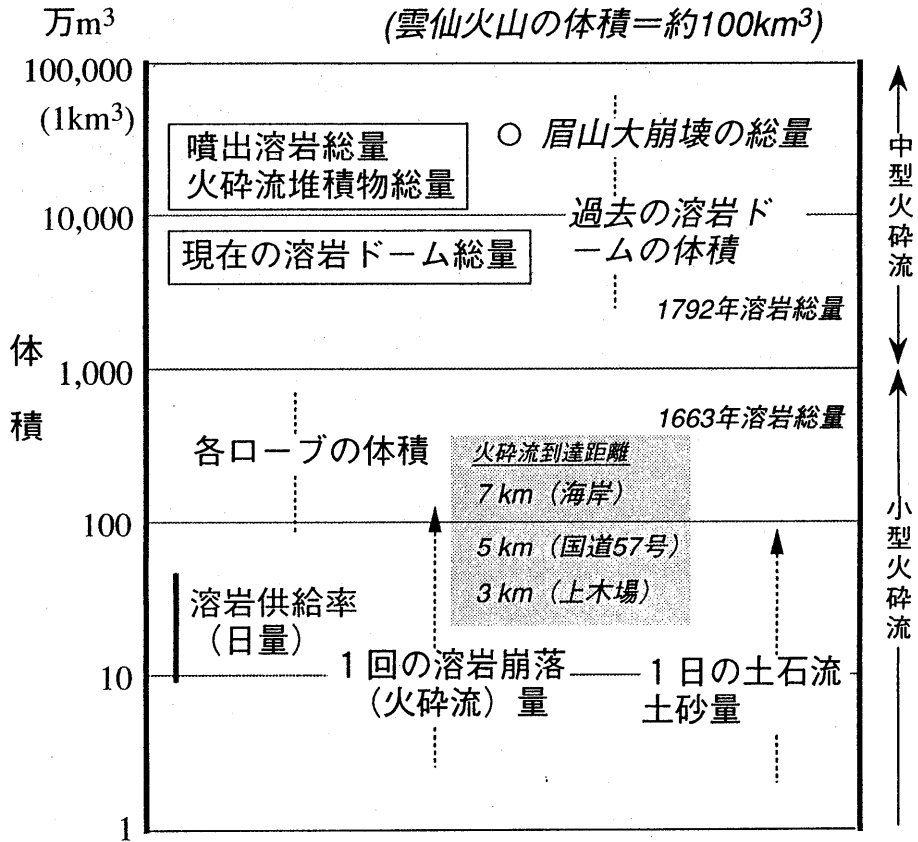 万m³
(雲仙火山の体積＝約100km³)
100,000
(1km³)
噴出溶岩総量
火砕流堆積物総量
○ 眉山大崩壊の総量
10,000
過去の溶岩ド
ームの体積
現在の溶岩ドーム総量
1792年溶岩総量
中型火砕流
体積
1,000
1663年溶岩総量
各ローブの体積
火砕流到達距離
7 km（海岸）
100
5 km（国道57号）
3 km（上木場）
小型火砕流
溶岩供給率
（日量）
10
１回の溶岩崩落
（火砕流）量
１日の土石流
土砂量
1